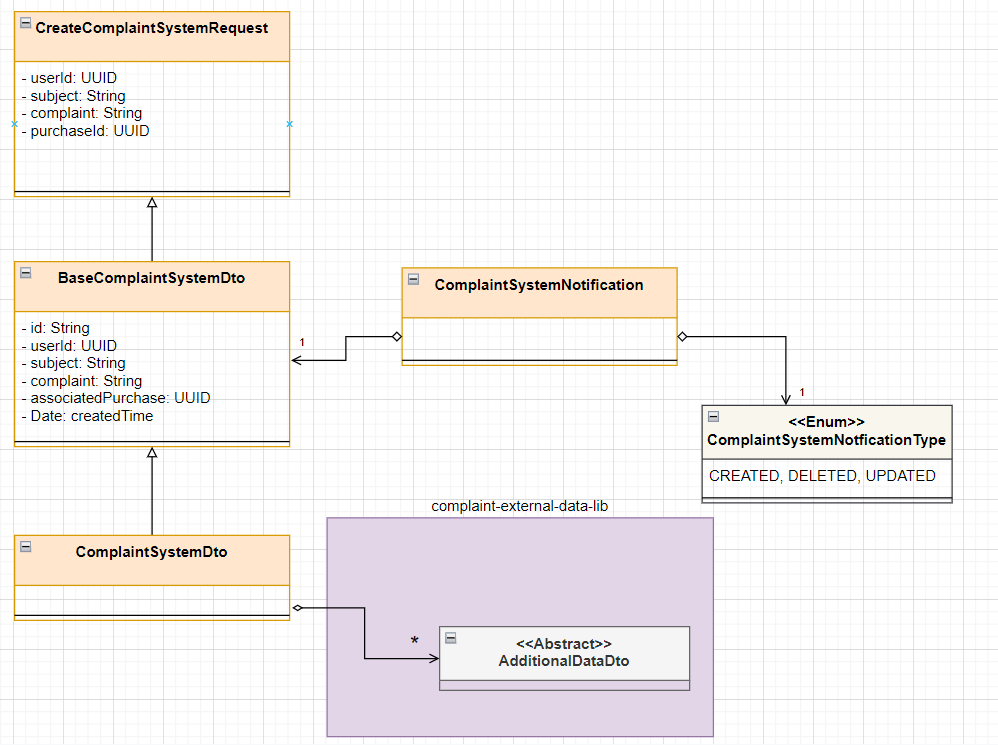 CreateComplaintSystemRequest
- userId: UUID
- subject: String
- complaint: String
- purchaseId: UUID
BaseComplaintSystemDto
- id: String
- userId: UUID
- subject: String
- complaint: String
- associatedPurchase: UUID
- Date: createdTime
ComplaintSystemNotification
1
1
<<Enum>>
ComplaintSystemNotficationType
CREATED, DELETED, UPDATED
ComplaintSystemDto
complaint-external-data-lib
*
<<Abstract>>
AdditionalDataDto